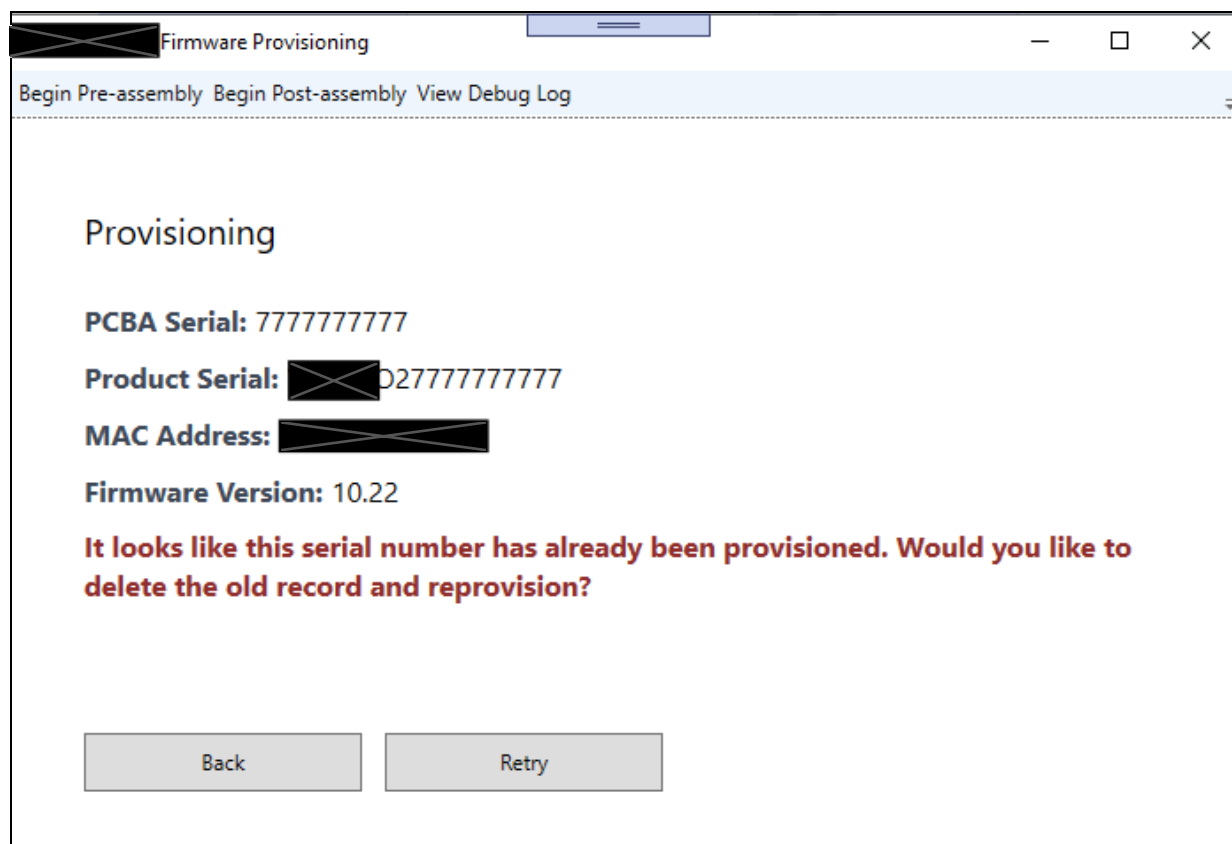 Firmware Provisioning
Begin Pre-assembly Begin Post-assembly View Debug Log
Provisioning
PCBA Serial: 7777777777
Product Serial: D27777777777
MAC Address:
Firmware Version: 10.22
It looks like this serial number has already been provisioned. Would you like to
delete the old record and reprovision?
Back Retry